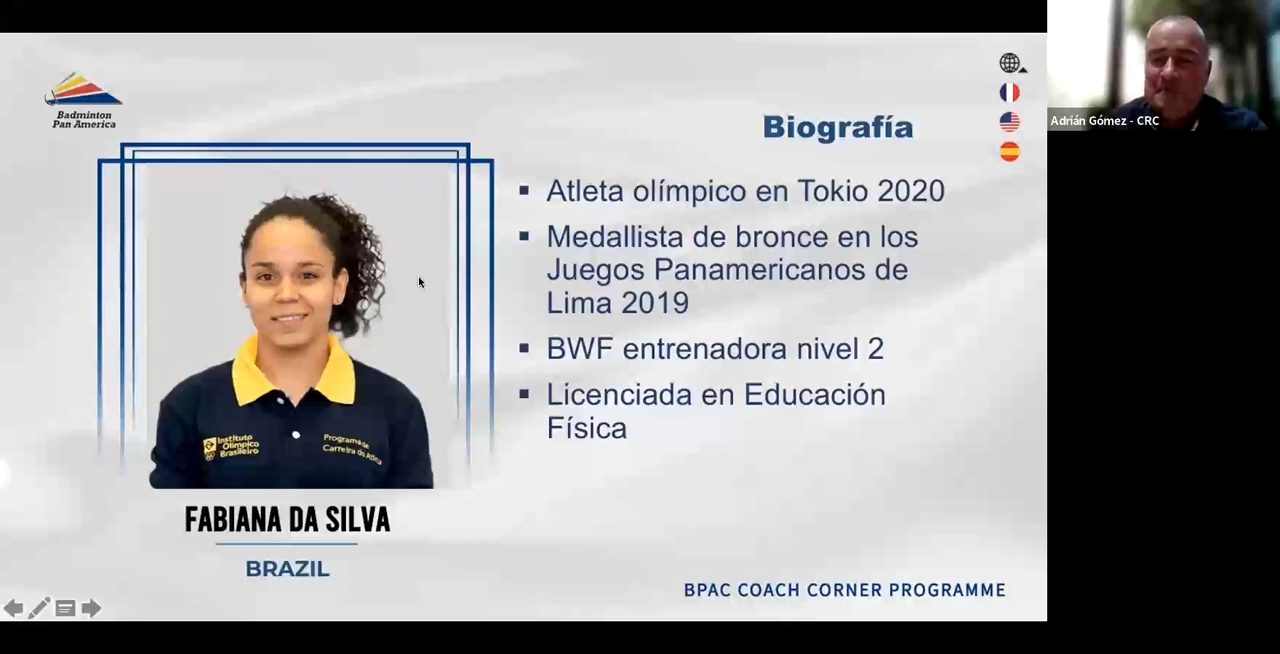 Badminton
Pan America
Biografía
▪ Atleta olímpico en Tokio 2020
▪ Medallista de bronce en los
Juegos Panamericanos de
Lima 2019
▪ BWF entrenadora nivel 2
▪ Licenciada en Educación
Física
Instituto
Olímpico
Brasileiro
Programa de
Carreira do Atleta
FABIANA DA SILVA
BRAZIL
BPAC COACH CORNER PROGRAMME
Adrián Gómez - CRC